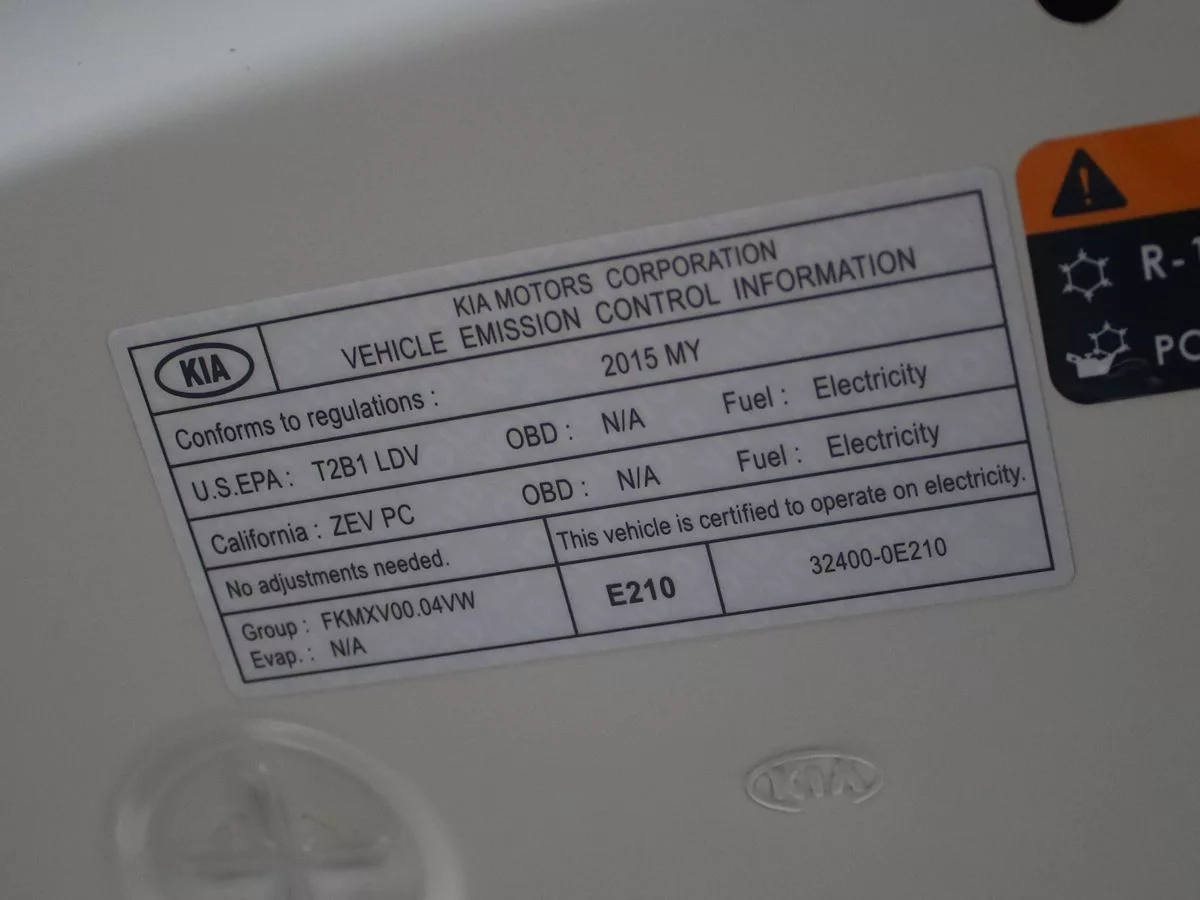 KIA MOTORS CORPORATION
KIA VEHICLE EMISSION CONTROL INFORMATION
Conforms to regulations : 2015 MY
U.S.EPA : T2B1 LDV OBD : N/A Fuel : Electricity
California : ZEV PC OBD : N/A Fuel : Electricity
No adjustments needed. This vehicle is certified to operate on electricity.
Group : FKMXV00.04VW E210 32400-0E210
Evap. : N/A
R-1
PO
KIA